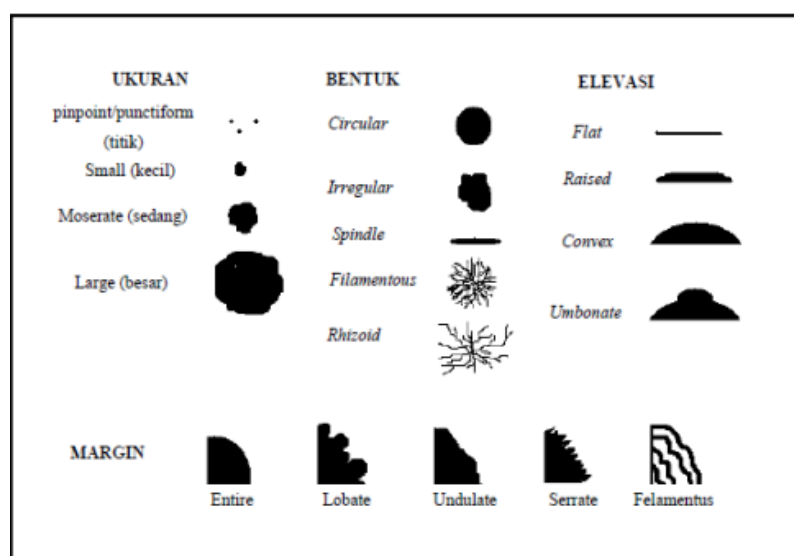 UKURAN
pinpoint/punctiform
(titik)
Small (kecil)
Moserate (sedang)
Large (besar)
BENTUK
Circular
Irregular
Spindle
Filamentous
Rhizoid
ELEVASI
Flat
Raised
Convex
Umbonate
MARGIN
Entire
Lobate
Undulate
Serrate
Felamentus